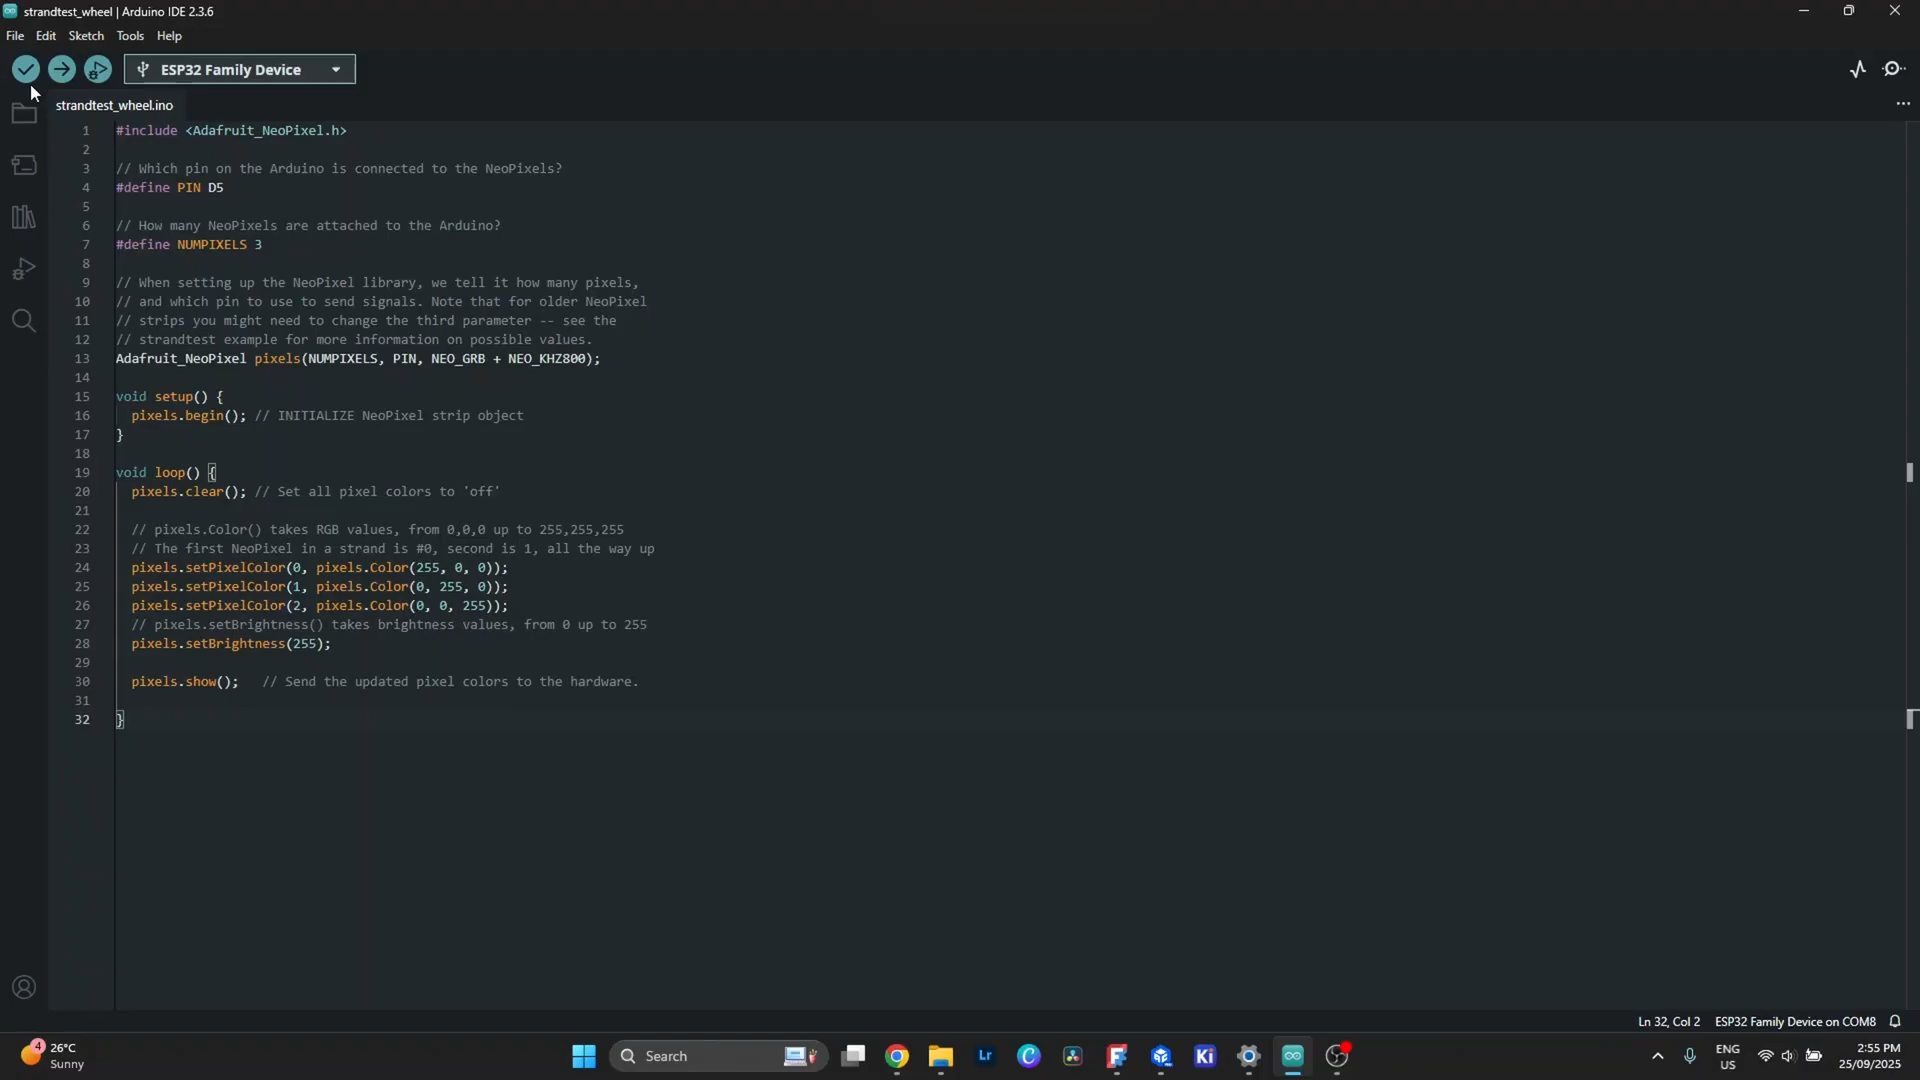 strandtest_wheel | Arduino IDE 2.3.6
File Edit Sketch Tools Help
ESP32 Family Device
strandtest_wheel.ino
1 #include <Adafruit_NeoPixel.h>
2
3 // Which pin on the Arduino is connected to the NeoPixels?
4 #define PIN D5
5
6 // How many NeoPixels are attached to the Arduino?
7 #define NUMPIXELS 3
8
9 // When setting up the NeoPixel library, we tell it how many pixels,
10 // and which pin to use to send signals. Note that for older NeoPixel
11 // strips you might need to change the third parameter -- see the
12 // strandtest example for more information on possible values.
13 Adafruit_NeoPixel pixels(NUMPIXELS, PIN, NEO_GRB + NEO_KHZ800);
14
15 void setup() {
16 pixels.begin(); // INITIALIZE NeoPixel strip object
17 }
18
19 void loop() {
20 pixels.clear(); // Set all pixel colors to 'off'
21
22 // pixels.Color() takes RGB values, from 0,0,0 up to 255,255,255
23 // The first NeoPixel in a strand is #0, second is 1, all the way up
24 pixels.setPixelColor(0, pixels.Color(255, 0, 0));
25 pixels.setPixelColor(1, pixels.Color(0, 255, 0));
26 pixels.setPixelColor(2, pixels.Color(0, 0, 255));
27 // pixels.setBrightness() takes brightness values, from 0 up to 255
28 pixels.setBrightness(255);
29
30 pixels.show(); // Send the updated pixel colors to the hardware.
31
32 }
Ln 32, Col 2 ESP32 Family Device on COM8
4 26°C
Sunny
Search
Lr
C
F
Ki
ENG
US
2:55 PM
25/09/2025